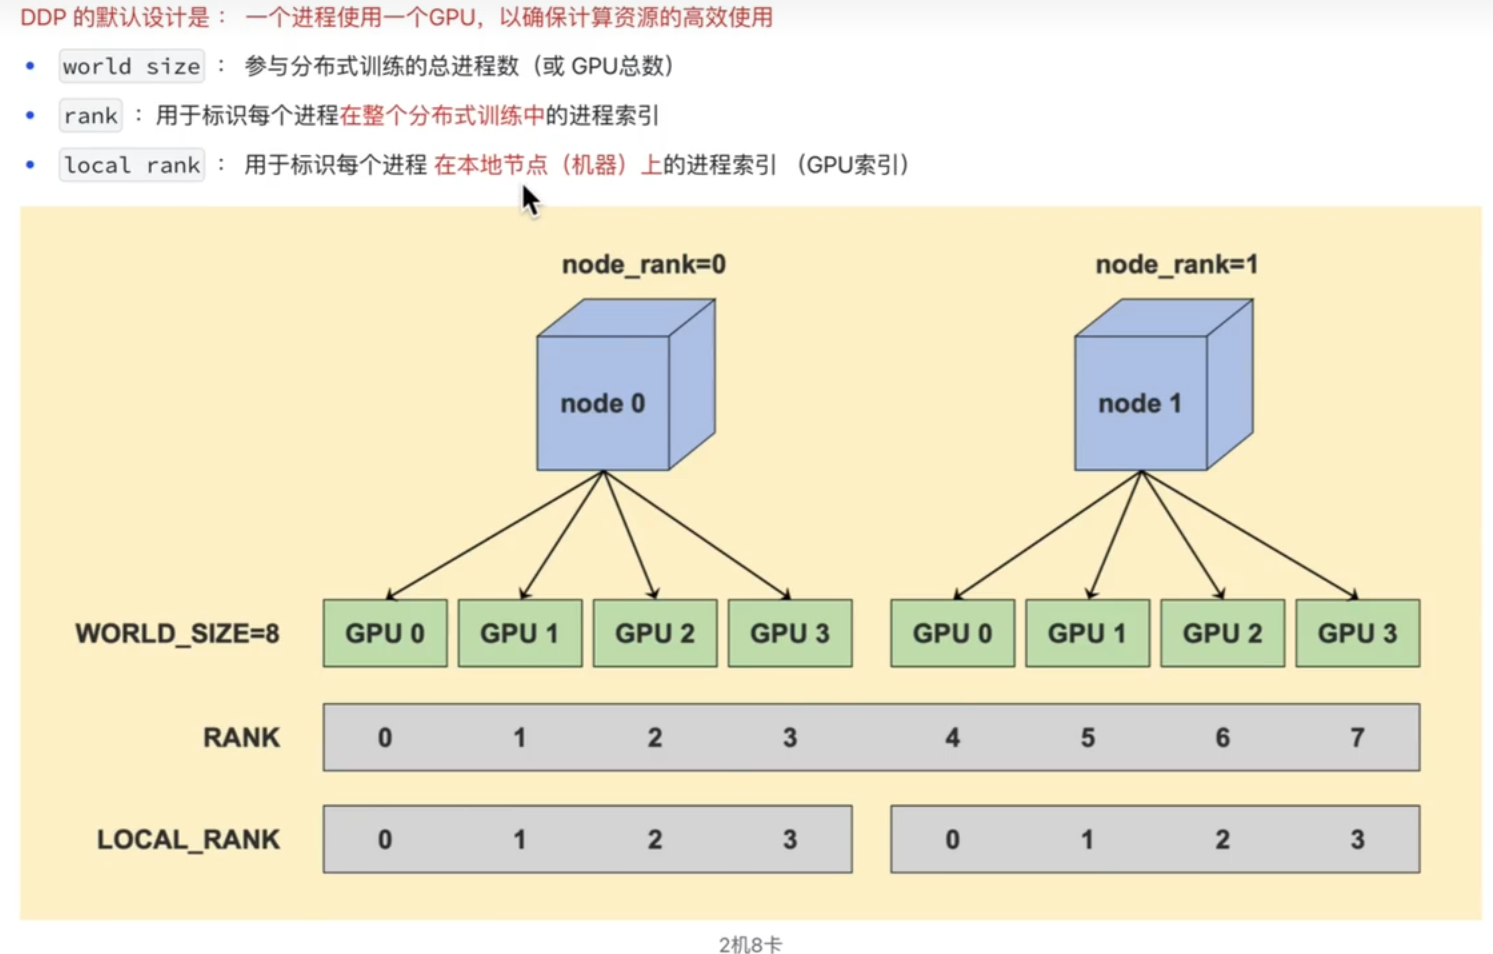 DDP 的默认设计是： 一个进程使用一个GPU，以确保计算资源的高效使用
world size ： 参与分布式训练的总进程数（或 GPU总数）
rank ：用于标识每个进程在整个分布式训练中的进程索引
local rank ： 用于标识每个进程 在本地节点（机器）上的进程索引 （GPU索引）
node_rank=0 node_rank=1
node 0 node 1
WORLD_SIZE=8 GPU 0 GPU 1 GPU 2 GPU 3 GPU 0 GPU 1 GPU 2 GPU 3
RANK 0 1 2 3 4 5 6 7
LOCAL_RANK 0 1 2 3 0 1 2 3
2机8卡